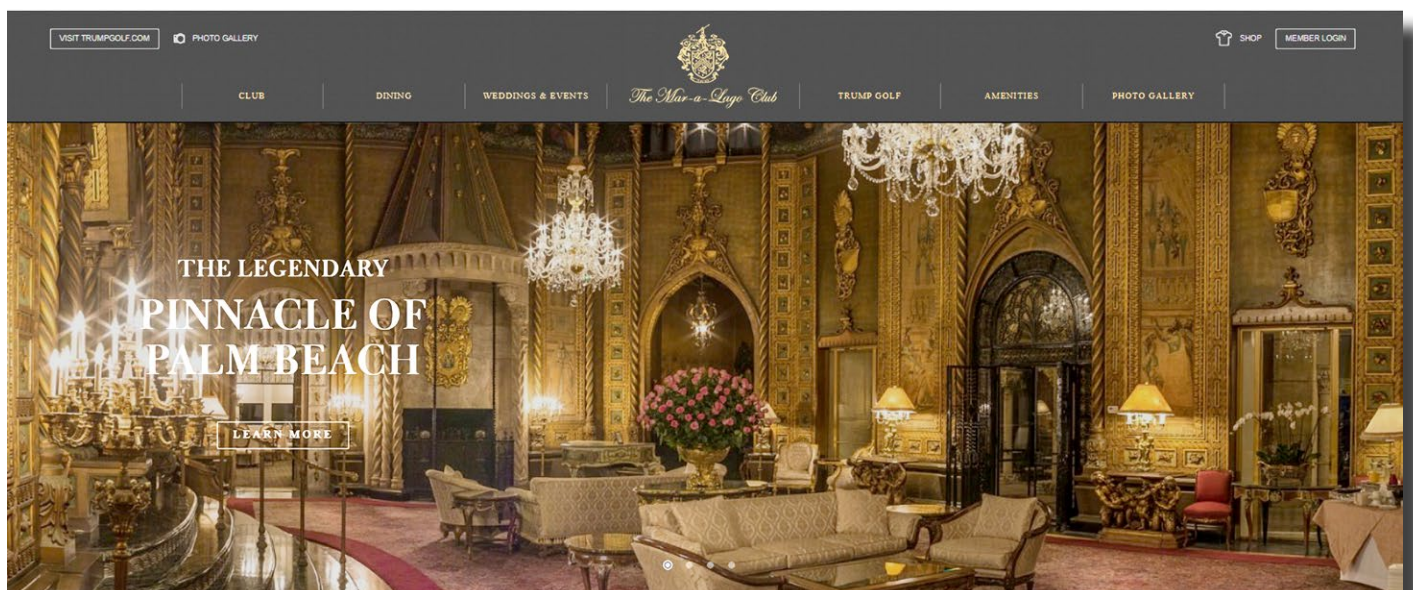 VISIT TRUMPGOLF.COM
PHOTO GALLERY
SHOP
MEMBER LOGIN
CLUB
DINING
WEDDINGS & EVENTS
The Mar-a-Lago Club
TRUMP GOLF
AMENITIES
PHOTO GALLERY
THE LEGENDARY
PINNACLE OF
PALM BEACH
LEARN MORE